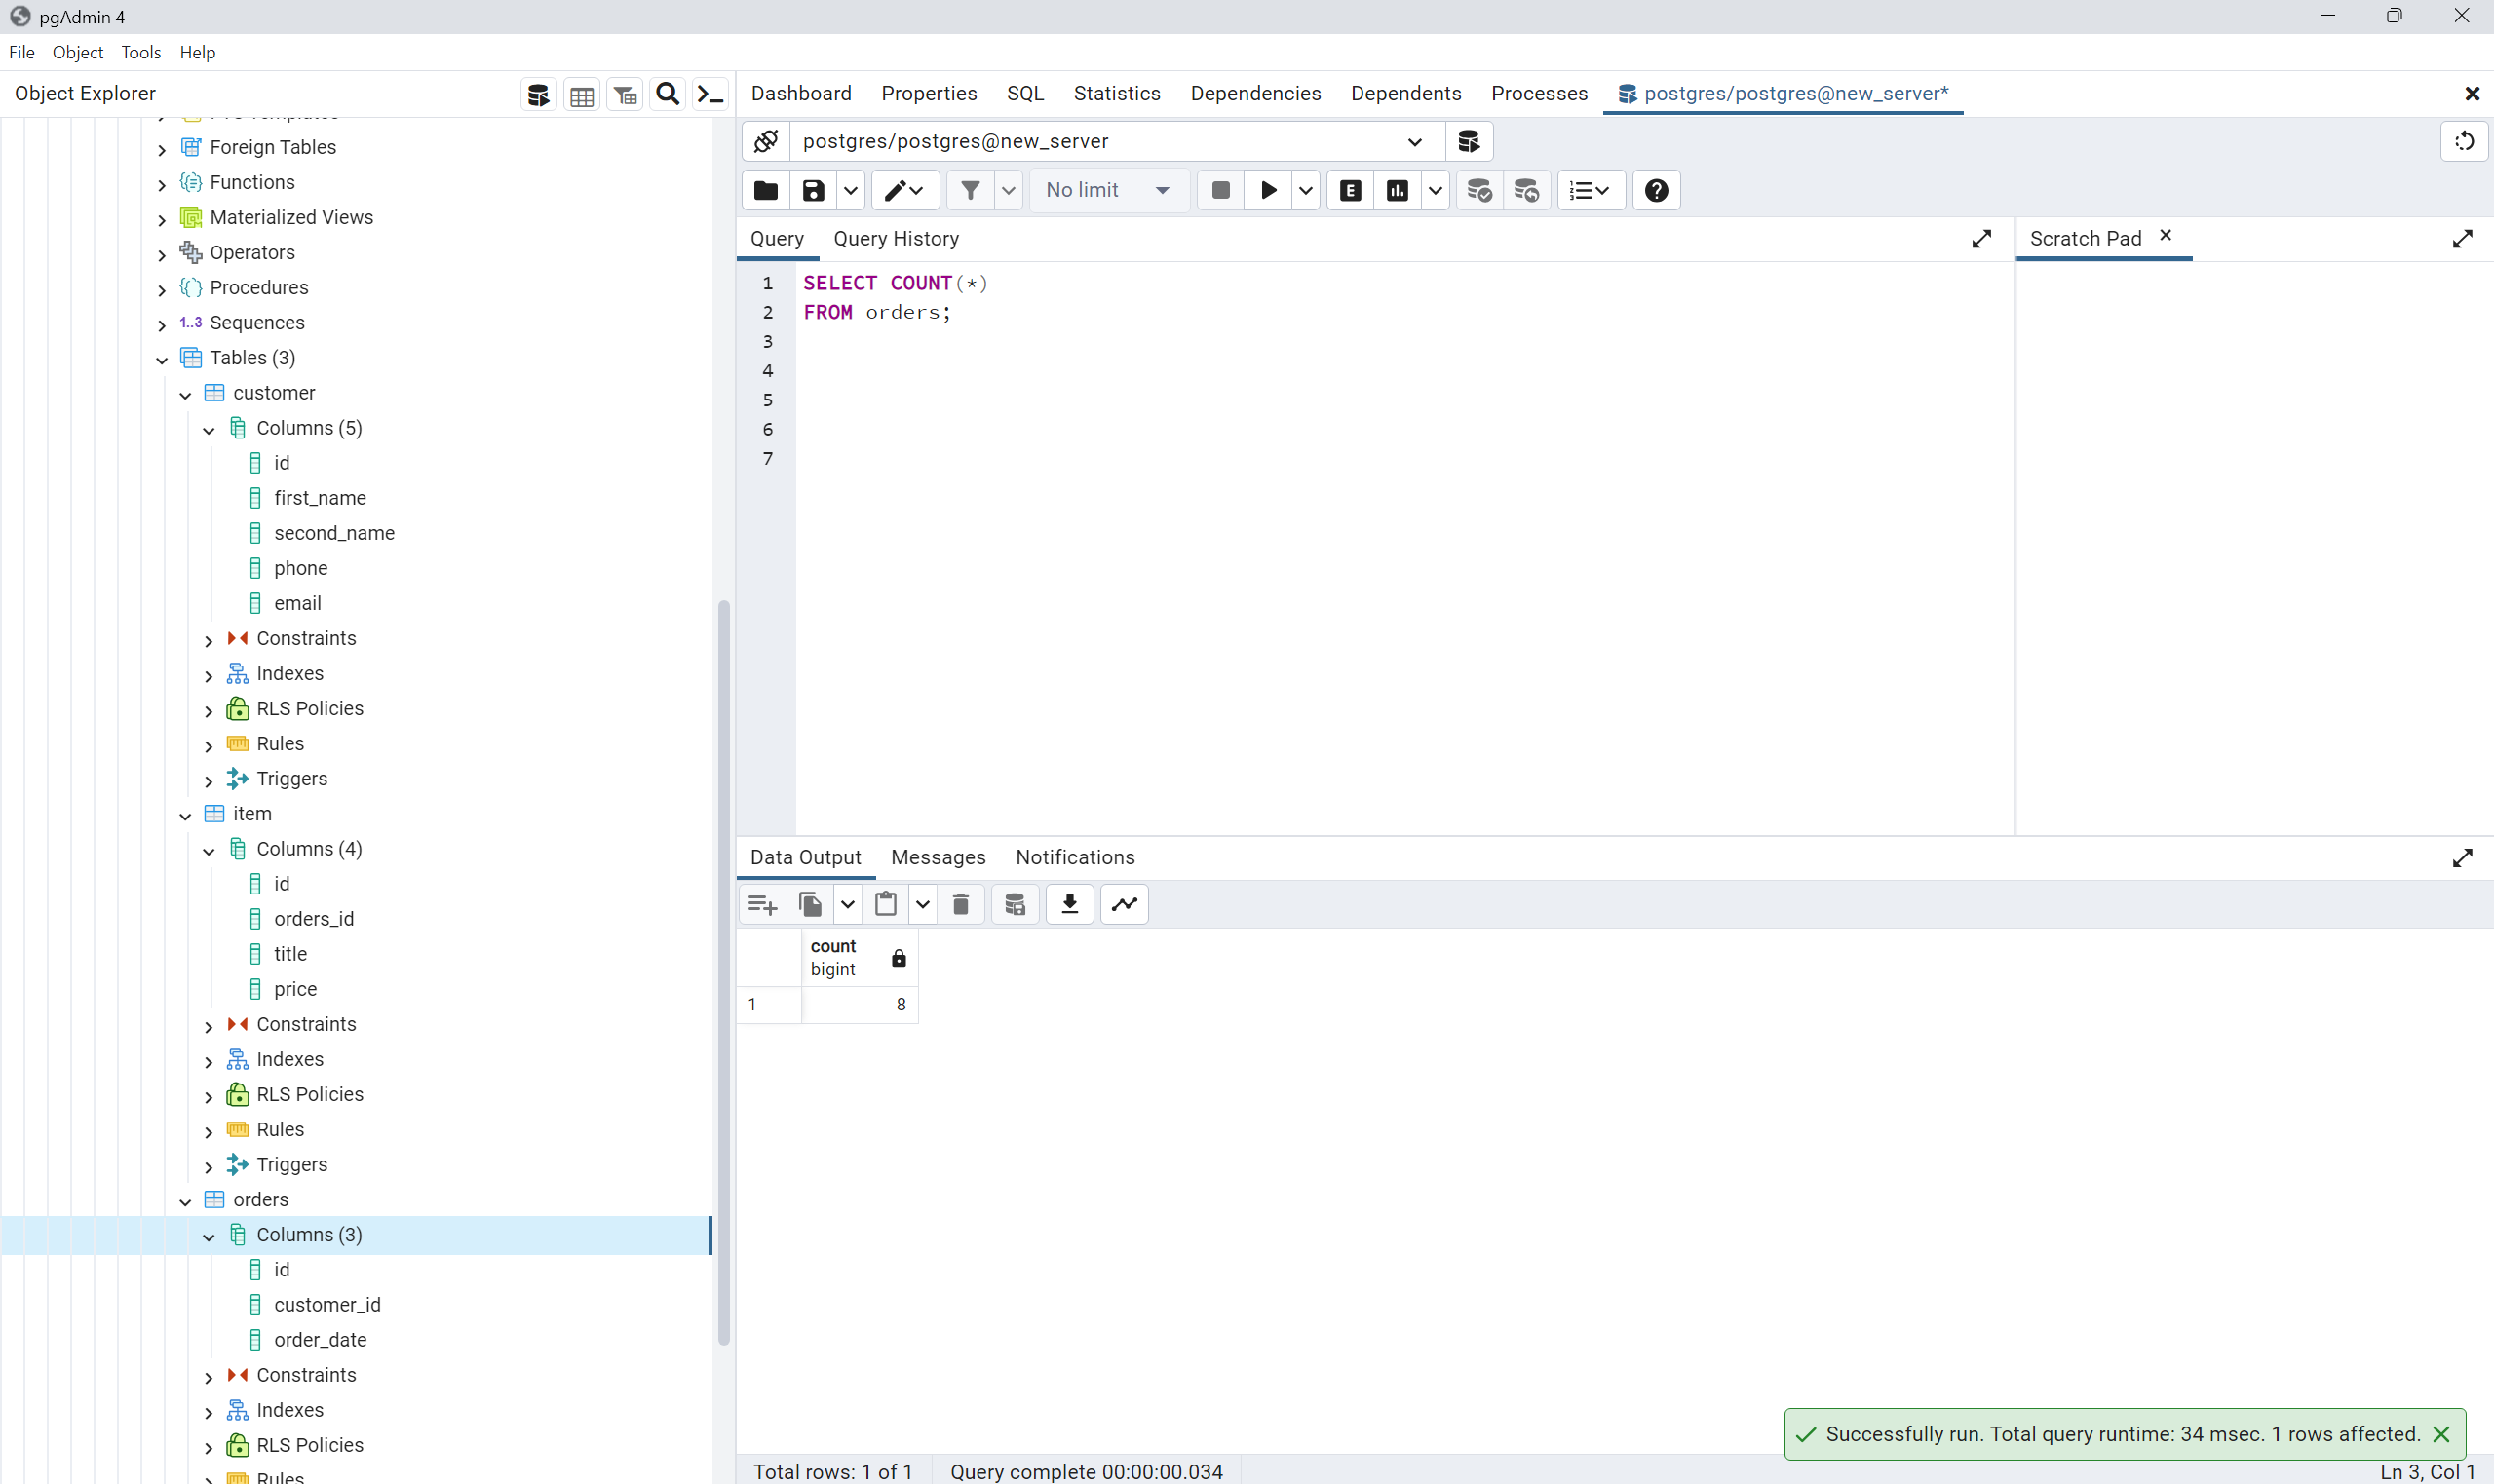 pgAdmin 4
File Object Tools Help
Object Explorer
Dashboard Properties SQL Statistics Dependencies Dependents Processes postgres/postgres@new_server*
Foreign Tables
Functions
Materialized Views
Operators
Procedures
1..3 Sequences
Tables (3)
customer
Columns (5)
id
first_name
second_name
phone
email
Constraints
Indexes
RLS Policies
Rules
Triggers
item
Columns (4)
id
orders_id
title
price
Constraints
Indexes
RLS Policies
Rules
Triggers
orders
Columns (3)
id
customer_id
order_date
Constraints
Indexes
RLS Policies
Rules
postgres/postgres@new_server
No limit
E
Query Query History
Scratch Pad
1 SELECT COUNT(*)
2 FROM orders;
3
4
5
6
7
Data Output Messages Notifications
count
bigint
1 8
Successfully run. Total query runtime: 34 msec. 1 rows affected.
Total rows: 1 of 1 Query complete 00:00:00.034
Ln 3, Col 1